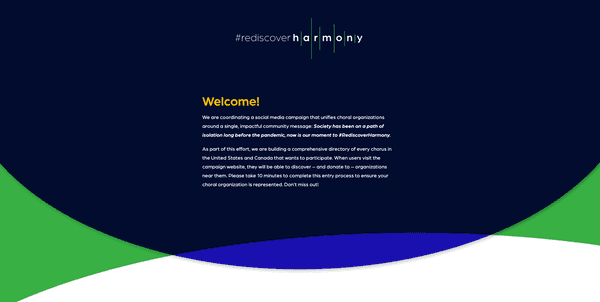 #rediscoverharmony
Welcome!
We are coordinating a social media campaign that unifies choral organizations
around a single, impactful community message: Society has been on a path of
isolation long before the pandemic, now is our moment to #RediscoverHarmony.
As part of this effort, we are building a comprehensive directory of every chorus in
the United States and Canada that wants to participate. When users visit the
campaign website, they will be able to discover – and donate to – organizations
near them. Please take 10 minutes to complete this entry process to ensure your
choral organization is represented. Don't miss out!